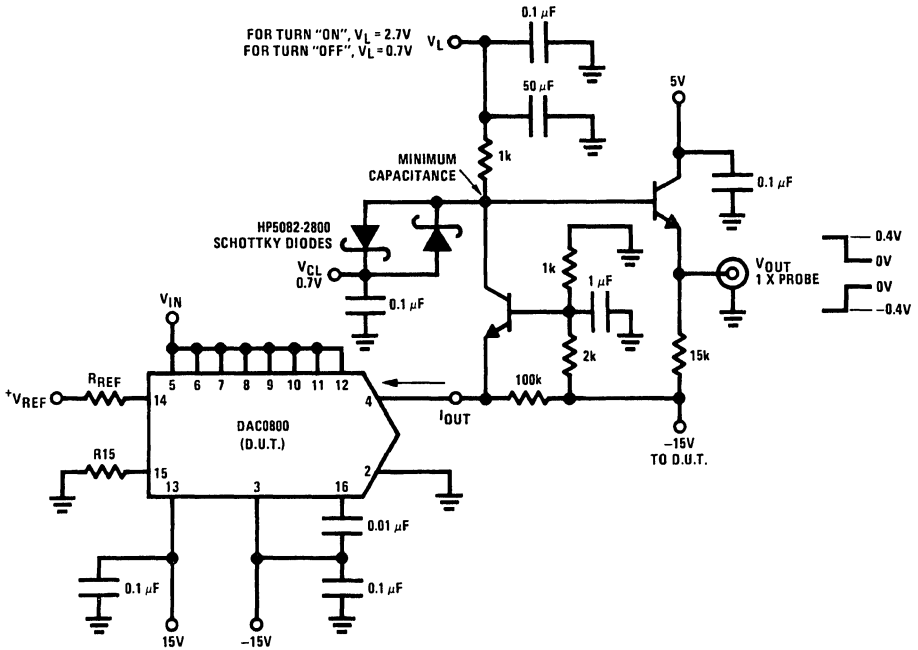 FOR TURN "ON", VL = 2.7V
FOR TURN "OFF", VL = 0.7V
VL
0.1 μF
50 μF
5V
1k
MINIMUM
CAPACITANCE
0.1 μF
HP5082-2800
SCHOTTKY DIODES
VCL
0.7V
0.1 μF
1k
1 μF
2k
VOUT
1 X PROBE
0.4V
0V
0V
−0.4V
15k
VIN
5 6 7 8 9 10 11 12
+VREF
RREF
14
DAC0800
(D.U.T.)
4
IOUT
100k
−15V
TO D.U.T.
R15
15
2
13
3
16
0.01 μF
0.1 μF
0.1 μF
15V
−15V